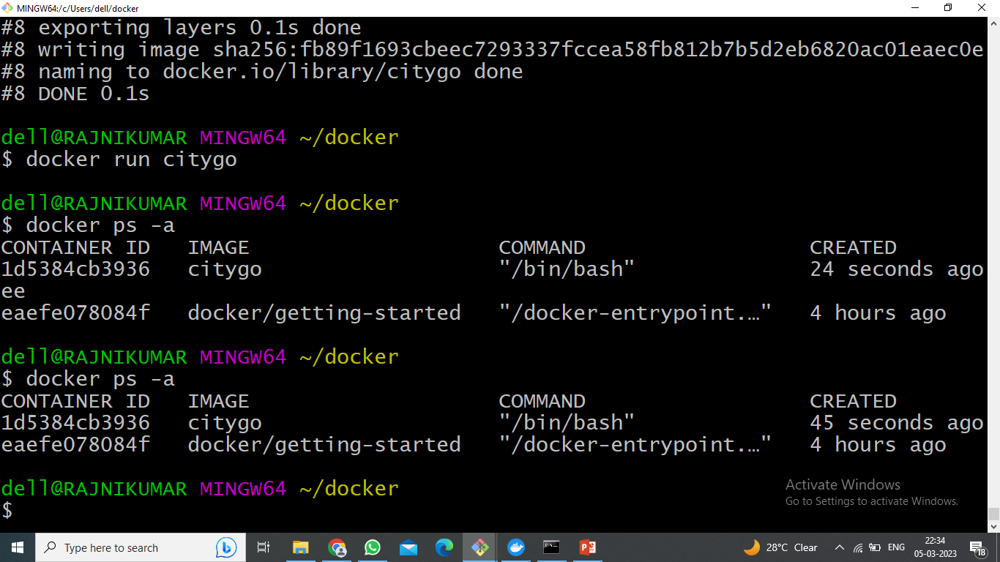 MINGW64:/c/Users/dell/docker
#8 exporting layers 0.1s done
#8 writing image sha256:fb89f1693cbeec7293337fccea58fb812b7b5d2eb6820ac01eaec0e
#8 naming to docker.io/library/citygo done
#8 DONE 0.1s
dell@RAJNIKUMAR MINGW64 ~/docker
$ docker run citygo
dell@RAJNIKUMAR MINGW64 ~/docker
$ docker ps -a
CONTAINER ID IMAGE COMMAND CREATED
1d5384cb3936 citygo "/bin/bash" 24 seconds ago
ee
eaefe078084f docker/getting-started "/docker-entrypoint.…" 4 hours ago
dell@RAJNIKUMAR MINGW64 ~/docker
$ docker ps -a
CONTAINER ID IMAGE COMMAND CREATED
1d5384cb3936 citygo "/bin/bash" 45 seconds ago
eaefe078084f docker/getting-started "/docker-entrypoint.…" 4 hours ago
dell@RAJNIKUMAR MINGW64 ~/docker
$
Activate Windows
Go to Settings to activate Windows.
Type here to search
28°C Clear
ENG
22:34
05-03-2023
18